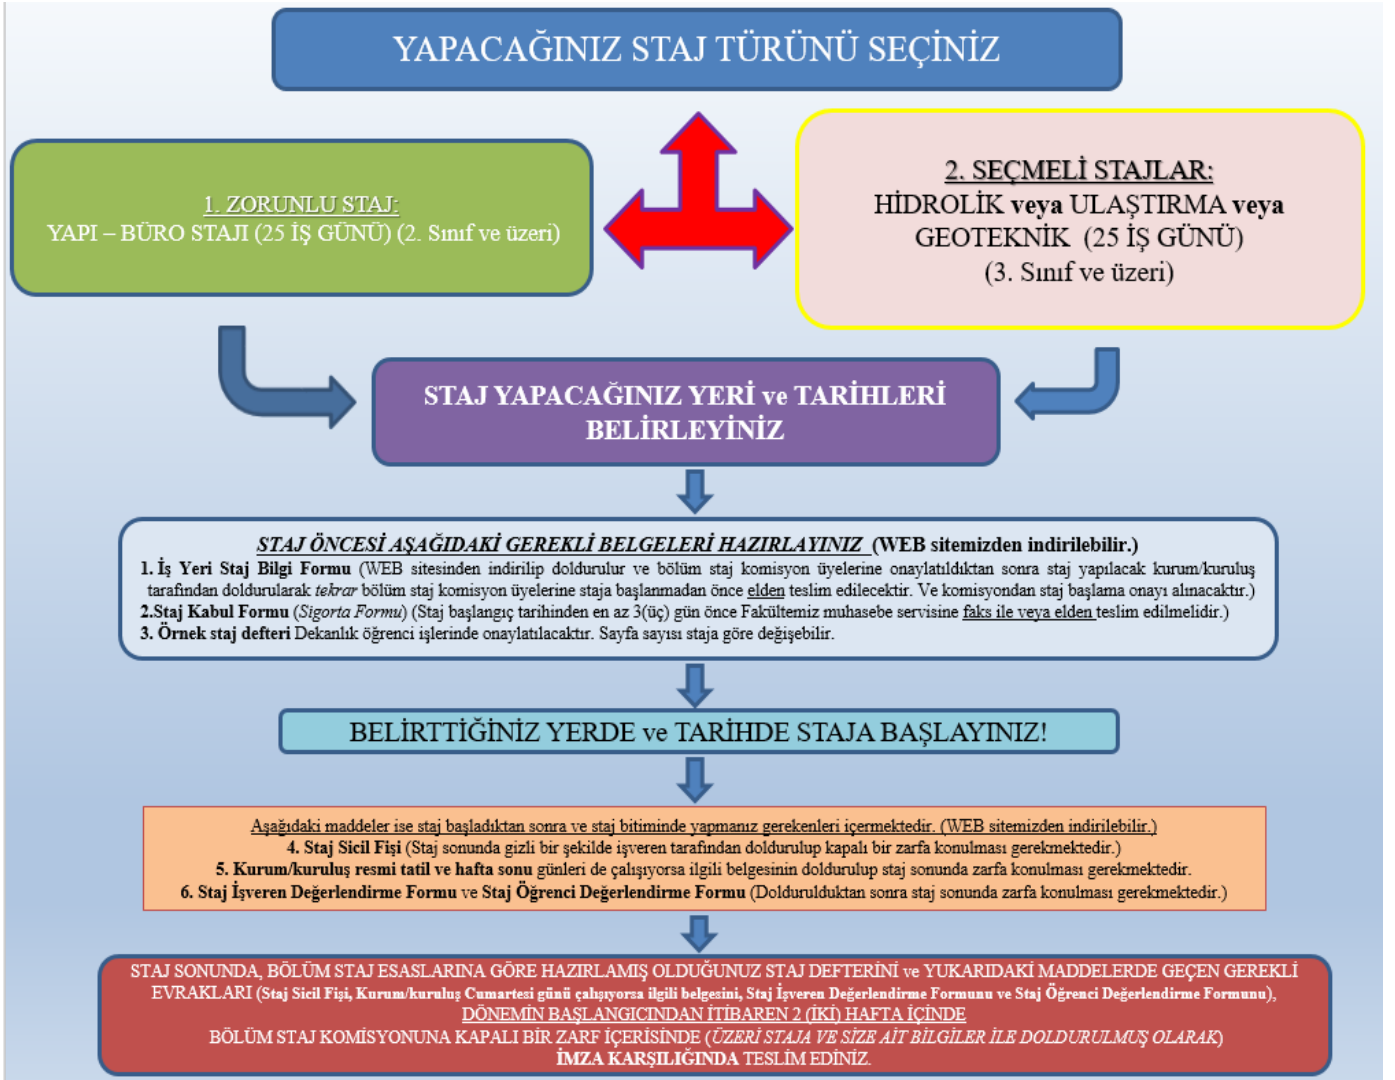 YAPACAĞINIZ STAJ TÜRÜNÜ SEÇİNİZ
1. ZORUNLU STAJ:
YAPI – BÜRO STAJI (25 İŞ GÜNÜ) (2. Sınıf ve üzeri)
2. SEÇMELİ STAJLAR:
HİDROLİK veya ULAŞTIRMA veya
GEOTEKNİK (25 İŞ GÜNÜ)
(3. Sınıf ve üzeri)
STAJ YAPACAĞINIZ YERİ ve TARİHLERİ
BELİRLEYİNİZ
STAJ ÖNCESİ AŞAĞIDAKİ GEREKLİ BELGELERİ HAZIRLAYINIZ (WEB sitemizden indirilebilir.)
1. İş Yeri Staj Bilgi Formu (WEB sitesinden indirilip doldurulur ve bölüm staj komisyon üyelerine onaylatıldıktan sonra staj yapılacak kurum/kuruluş
tarafından doldurularak tekrar bölüm staj komisyon üyelerine staja başlanmadan önce elden teslim edilecektir. Ve komisyondan staj başlama onayı alınacaktır.)
2.Staj Kabul Formu (Sigorta Formu) (Staj başlangıç tarihinden en az 3(üç) gün önce Fakültemiz muhasebe servisine faks ile veya elden teslim edilmelidir.)
3. Örnek staj defteri Dekanlık öğrenci işlerinde onaylatılacaktır. Sayfa sayısı staja göre değişebilir.
BELİRTTİĞİNİZ YERDE ve TARİHDE STAJA BAŞLAYINIZ!
Aşağıdaki maddeler ise staj başladıktan sonra ve staj bitiminde yapmanız gerekenleri içermektedir. (WEB sitemizden indirilebilir.)
4. Staj Sicil Fişi (Staj sonunda gizli bir şekilde işveren tarafından doldurulup kapalı bir zarfa konulması gerekmektedir.)
5. Kurum/kuruluş resmi tatil ve hafta sonu günleri de çalışıyorsa ilgili belgesinin doldurulup staj sonunda zarfa konulması gerekmektedir.
6. Staj İşveren Değerlendirme Formu ve Staj Öğrenci Değerlendirme Formu (Doldurulduktan sonra staj sonunda zarfa konulması gerekmektedir.)
STAJ SONUNDA, BÖLÜM STAJ ESASLARINA GÖRE HAZIRLAMIŞ OLDUĞUNUZ STAJ DEFTERİNİ ve YUKARIDAKİ MADDELERDE GEÇEN GEREKLİ
EVRAKLARI (Staj Sicil Fişi, Kurum/kuruluş Cumartesi günü çalışıyorsa ilgili belgesini, Staj İşveren Değerlendirme Formunu ve Staj Öğrenci Değerlendirme Formunu),
DÖNEMİN BAŞLANGICINDAN İTİBAREN 2 (İKİ) HAFTA İÇİNDE
BÖLÜM STAJ KOMİSYONUNA KAPALI BİR ZARF İÇERİSİNDE (ÜZERİ STAJA VE SİZE AİT BİLGİLER İLE DOLDURULMUŞ OLARAK)
İMZA KARŞILIĞINDA TESLİM EDİNİZ.